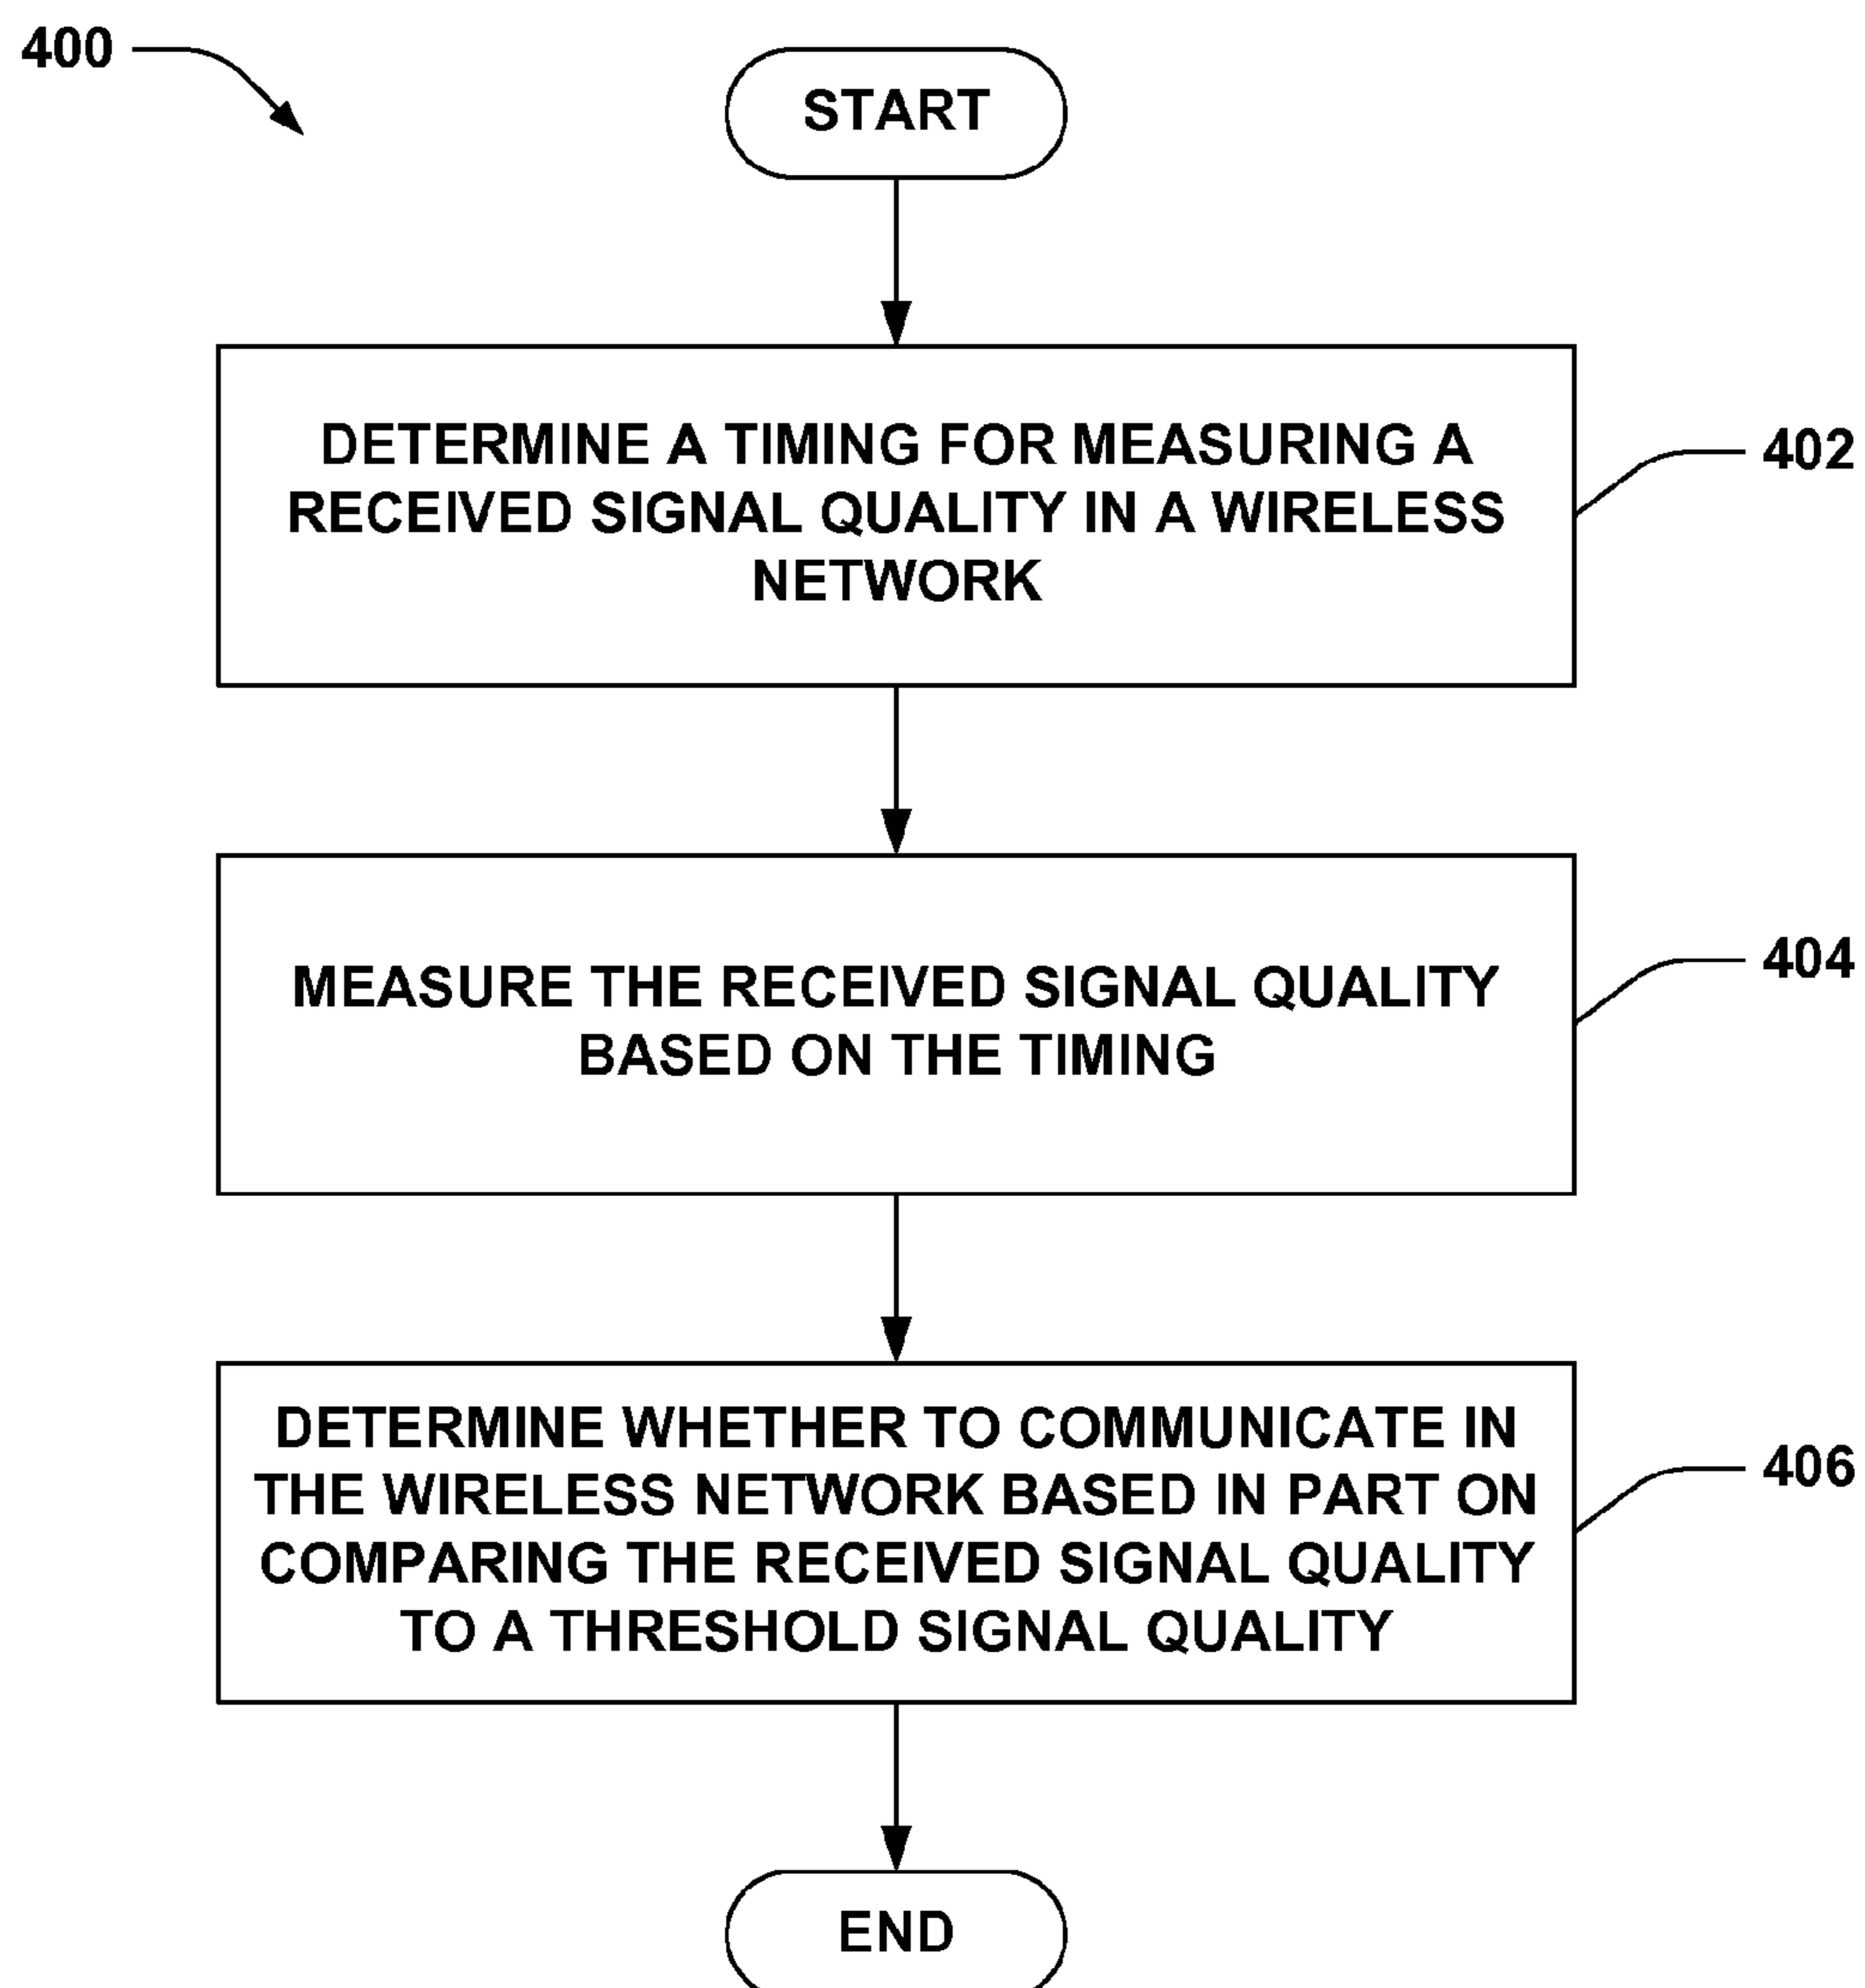 400
START
DETERMINE A TIMING FOR MEASURING A
RECEIVED SIGNAL QUALITY IN A WIRELESS
NETWORK
402
MEASURE THE RECEIVED SIGNAL QUALITY
BASED ON THE TIMING
404
DETERMINE WHETHER TO COMMUNICATE IN
THE WIRELESS NETWORK BASED IN PART ON
COMPARING THE RECEIVED SIGNAL QUALITY
TO A THRESHOLD SIGNAL QUALITY
406
END